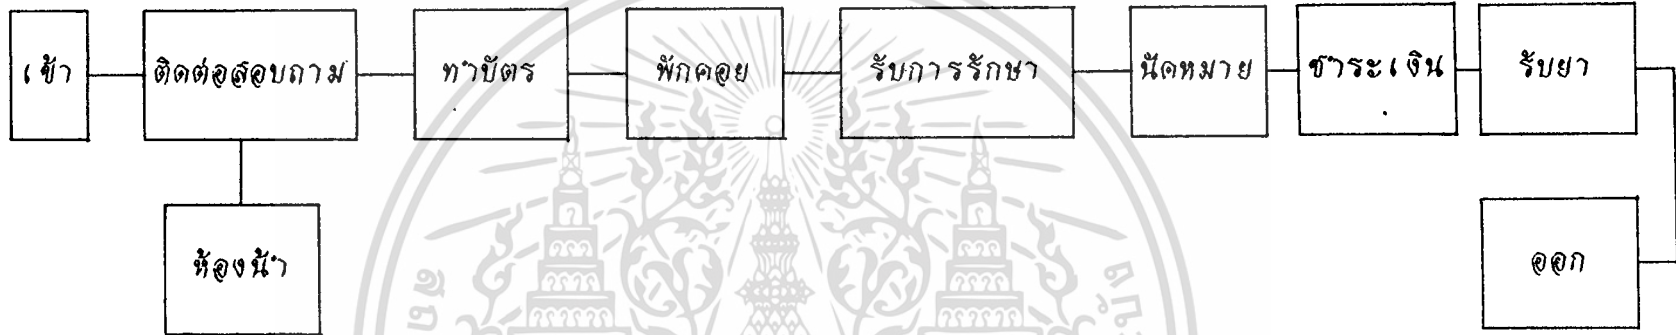 เข้า
ติดต่อสอบถาม
ทำบัตร
พักคอย
รับการรักษา
นัดหมาย
ชำระเงิน
รับยา
ห้องน้ำ
ออก